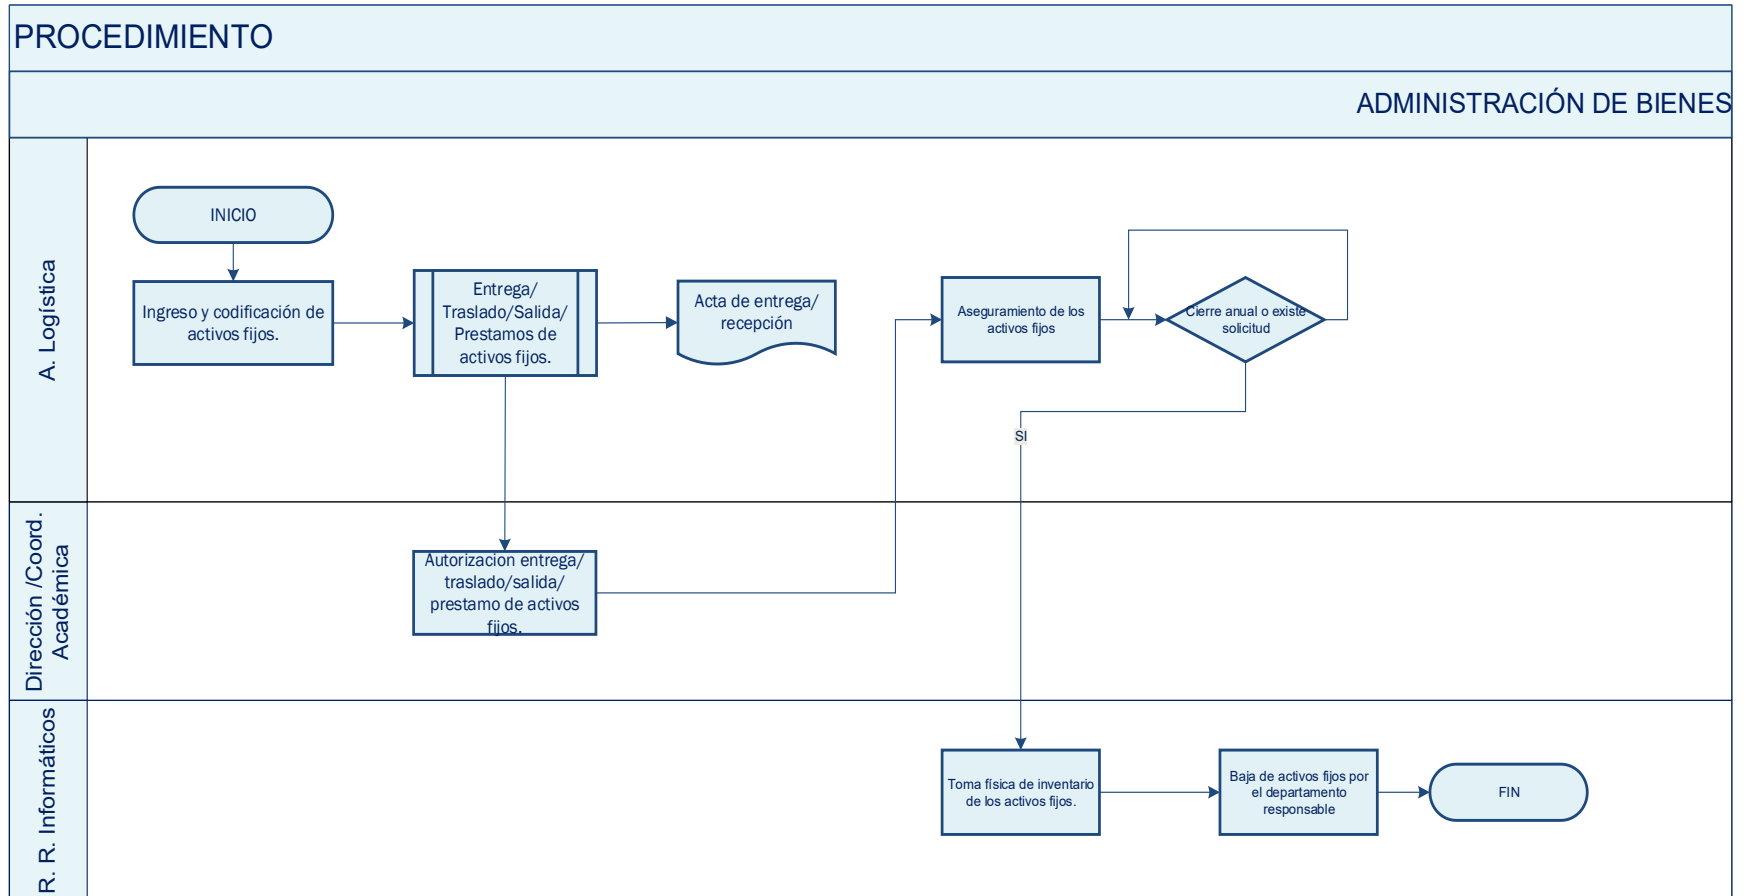 PROCEDIMIENTO
ADMINISTRACIÓN DE BIENES
A. Logística
INICIO
Ingreso y codificación de
activos fijos.
Entrega/
Traslado/Salida/
Prestamos de
activos fijos.
Acta de entrega/
recepción
Aseguramiento de los
activos fijos
Cierre anual o existe
solicitud
SI
Dirección /Coord.
Académica
Autorización entrega/
traslado/salida/
prestamo de activos
fijos.
R. R. Informáticos
Toma física de inventario
de los activos fijos.
Baja de activos fijos por
el departamento
responsable
FIN